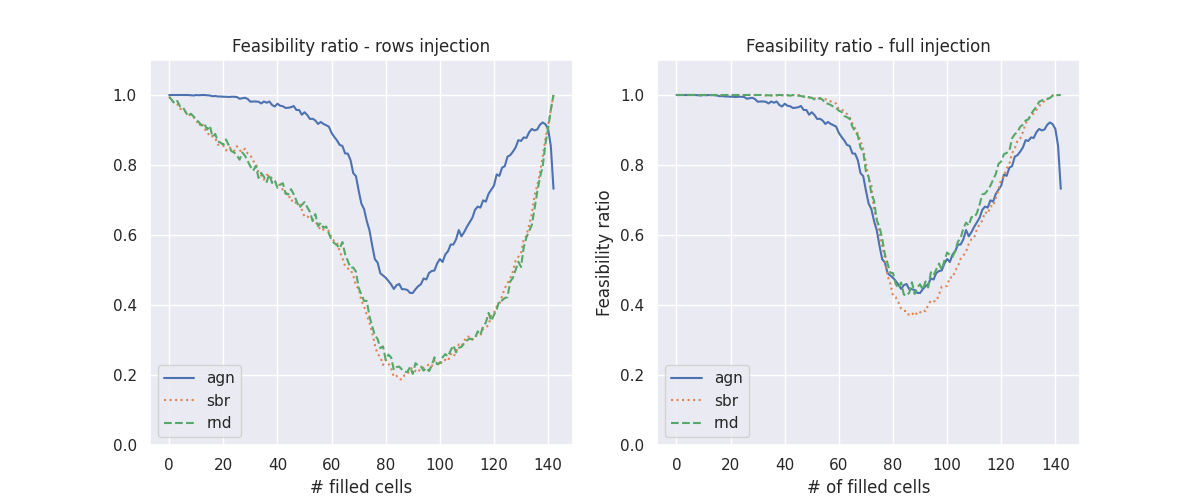 Feasibility ratio - rows injection
1.0
0.8
0.6
0.4
0.2
0.0
agn
sbr
rnd
0 20 40 60 80 100 120 140
# filled cells
Feasibility ratio - full injection
Feasibility ratio
1.0
0.8
0.6
0.4
0.2
0.0
agn
sbr
rnd
0 20 40 60 80 100 120 140
# of filled cells